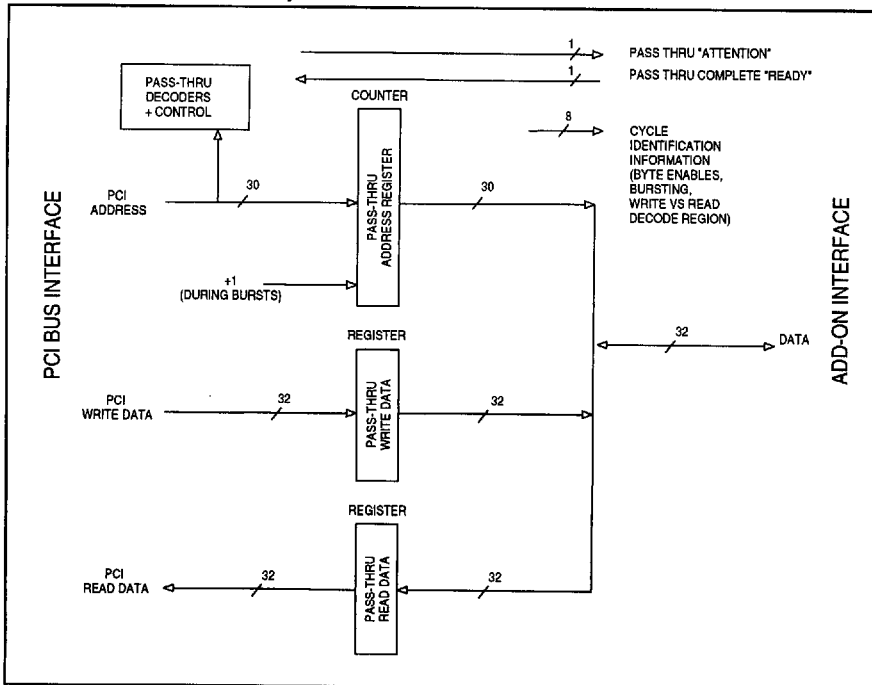 1
PASS THRU "ATTENTION"
1
PASS THRU COMPLETE "READY"
PASS-THRU
DECODERS
+ CONTROL
COUNTER
8
CYCLE
IDENTIFICATION
INFORMATION
(BYTE ENABLES,
BURSTING,
WRITE VS READ
DECODE REGION)
PCI BUS INTERFACE
PCI
ADDRESS
30
PASS-THRU
ADDRESS REGISTER
30
ADD-ON INTERFACE
+1
(DURING BURSTS)
REGISTER
32
DATA
PCI
WRITE DATA
32
PASS-THRU
WRITE DATA
32
REGISTER
PCI
READ DATA
32
PASS-THRU
READ DATA
32